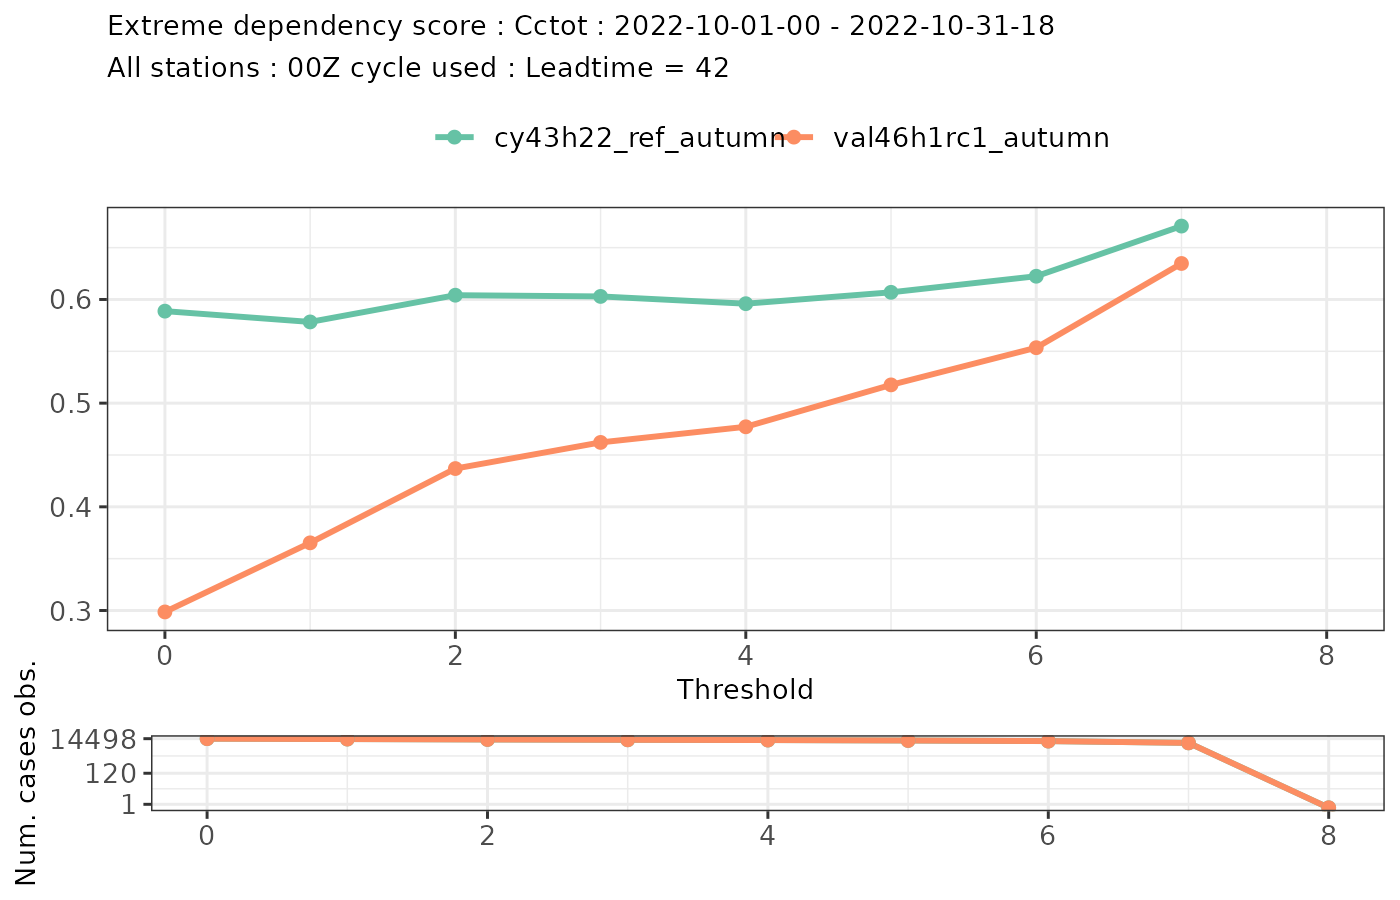 Extreme dependency score : Cctot : 2022-10-01-00 - 2022-10-31-18
All stations : 00Z cycle used : Leadtime = 42
cy43h22_ref_autumn val46h1rc1_autumn
0.6
0.5
0.4
0.3
0 2 4 6 8
Threshold
Num. cases obs.
14498
120
1
0 2 4 6 8